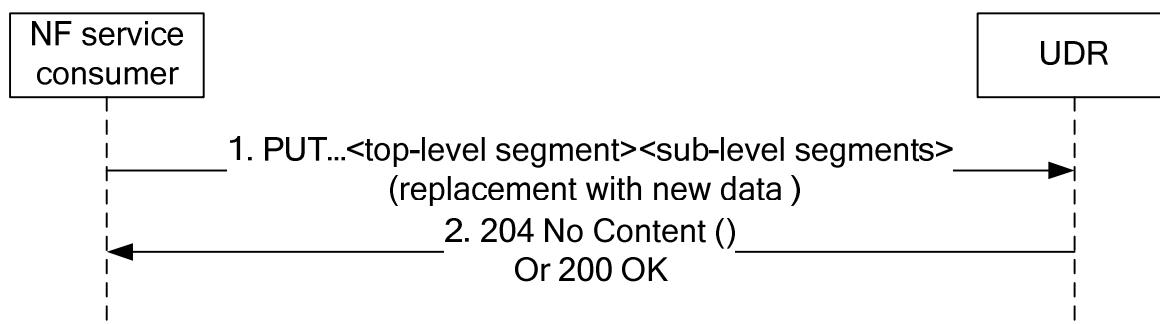 NF service
consumer
UDR
1. PUT...<top-level segment><sub-level segments>
(replacement with new data )
2. 204 No Content ()
Or 200 OK